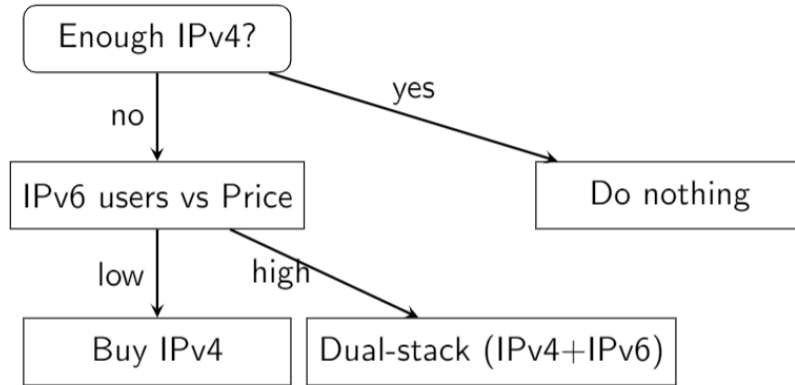 Enough IPv4?
yes
no
IPv6 users vs Price
Do nothing
low
high
Buy IPv4
Dual-stack (IPv4+IPv6)